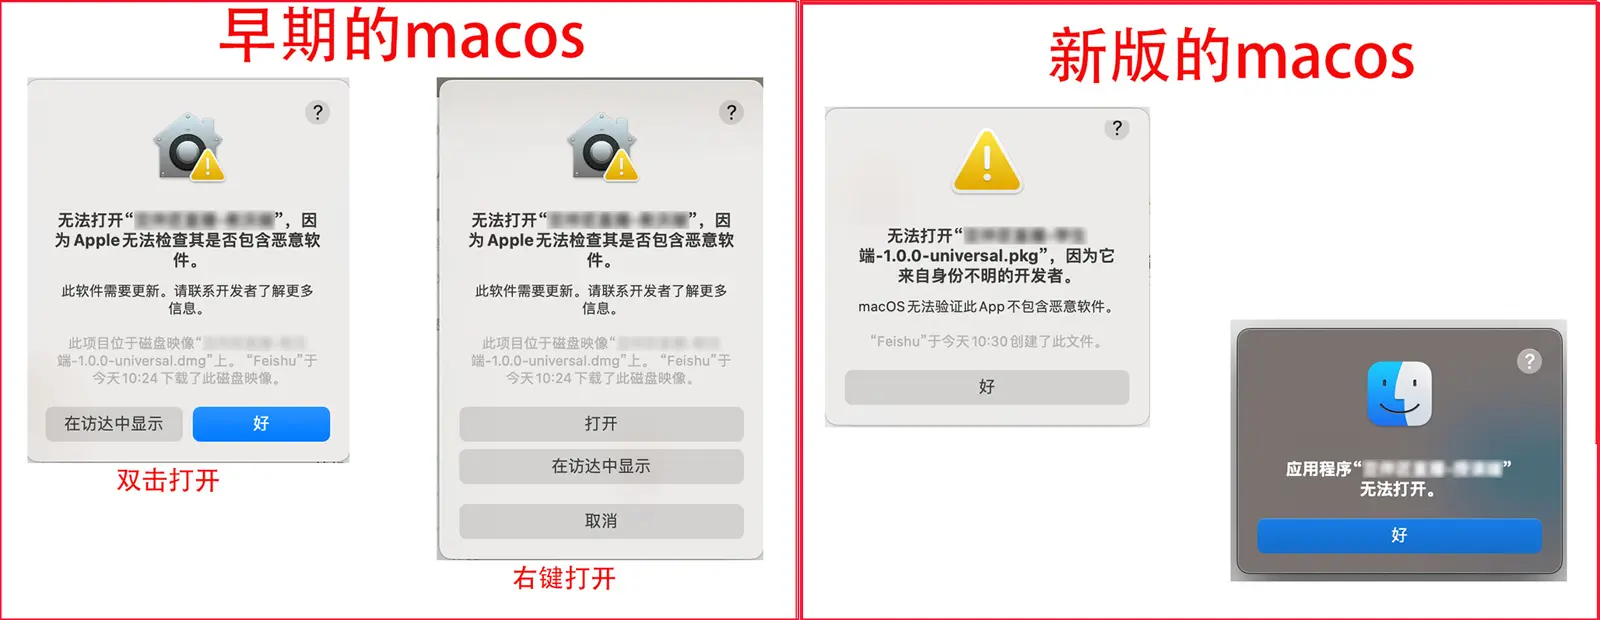 早期的macos
?
无法打开“
”，因
为Apple无法检查其是否包含恶意软
件。
此软件需要更新。请联系开发者了解更多
信息。
此项目位于磁盘映像“
端-1.0.0-universal.dmg”上。 “Feishu”于
今天10:24下载了此磁盘映像。
在访达中显示
好
双击打开
?
无法打开“
”，因
为Apple无法检查其是否包含恶意软
件。
此软件需要更新。请联系开发者了解更多
信息。
此项目位于磁盘映像“
端-1.0.0-universal.dmg”上。 “Feishu”于
今天10:24下载了此磁盘映像。
打开
在访达中显示
取消
右键打开
新版的macos
?
无法打开“
端-1.0.0-universal.pkg”，因为它
来自身份不明的开发者。
macOS无法验证此App不包含恶意软件。
“Feishu”于今天10:30创建了此文件。
好
?
应用程序“
”
无法打开。
好